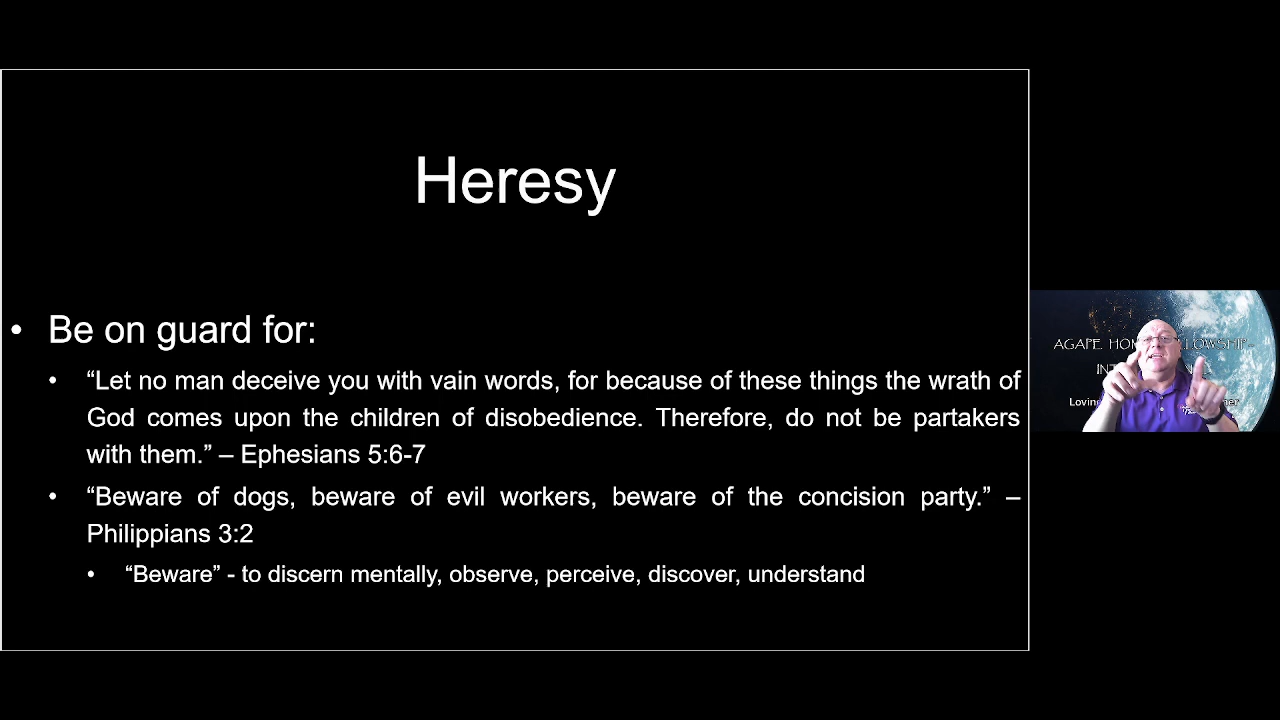 Heresy
• Be on guard for:
• “Let no man deceive you with vain words, for because of these things the wrath of
God comes upon the children of disobedience. Therefore, do not be partakers
with them.” – Ephesians 5:6-7
• “Beware of dogs, beware of evil workers, beware of the concision party.” –
Philippians 3:2
• “Beware” - to discern mentally, observe, perceive, discover, understand
AGAPE